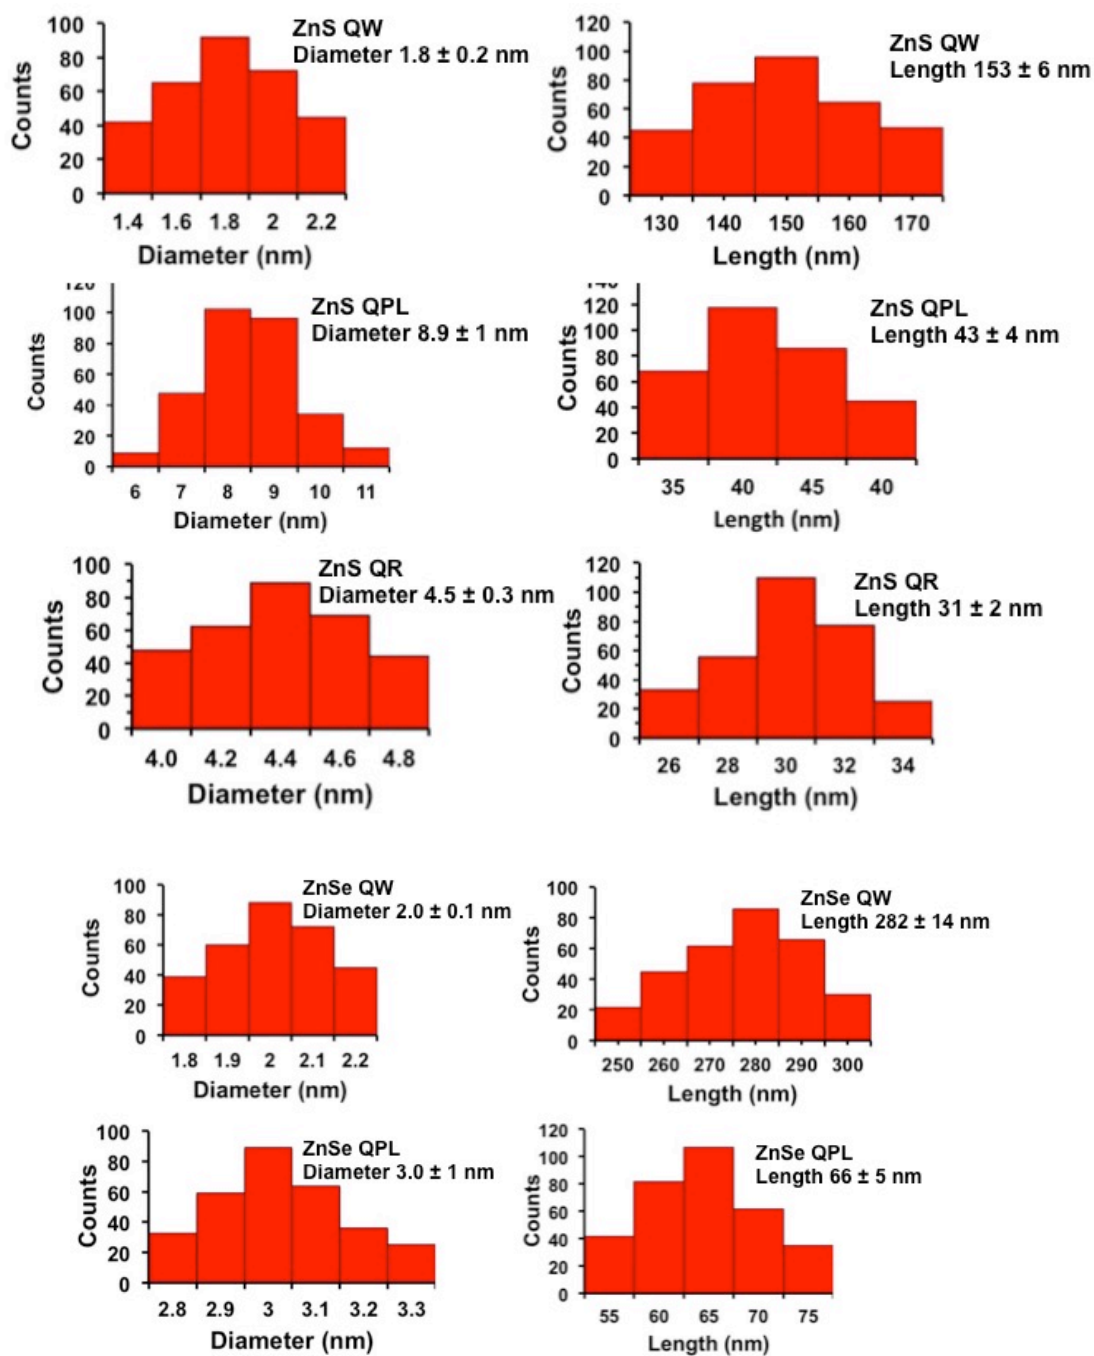 ZnS QW
Diameter 1.8 ± 0.2 nm
Counts
100
80
60
40
20
0
1.4 1.6 1.8 2 2.2
Diameter (nm)
ZnS QW
Length 153 ± 6 nm
Counts
120
100
80
60
40
20
0
130 140 150 160 170
Length (nm)
ZnS QPL
Diameter 8.9 ± 1 nm
Counts
120
100
80
60
40
20
0
6 7 8 9 10 11
Diameter (nm)
ZnS QPL
Length 43 ± 4 nm
Counts
140
120
100
80
60
40
20
0
35 40 45 40
Length (nm)
ZnS QR
Diameter 4.5 ± 0.3 nm
Counts
100
80
60
40
20
0
4.0 4.2 4.4 4.6 4.8
Diameter (nm)
ZnS QR
Length 31 ± 2 nm
Counts
120
100
80
60
40
20
0
26 28 30 32 34
Length (nm)
ZnSe QW
Diameter 2.0 ± 0.1 nm
Counts
100
80
60
40
20
0
1.8 1.9 2 2.1 2.2
Diameter (nm)
ZnSe QW
Length 282 ± 14 nm
Counts
100
80
60
40
20
0
250 260 270 280 290 300
Length (nm)
ZnSe QPL
Diameter 3.0 ± 1 nm
Counts
100
80
60
40
20
0
2.8 2.9 3 3.1 3.2 3.3
Diameter (nm)
ZnSe QPL
Length 66 ± 5 nm
Counts
120
100
80
60
40
20
0
55 60 65 70 75
Length (nm)